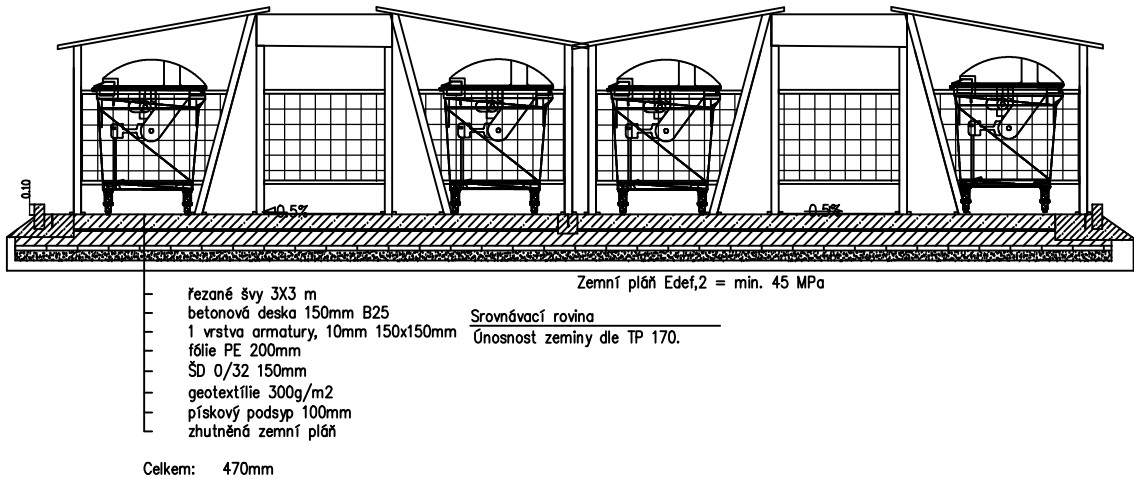 0.10
0.5%
0.5%
Zemní pláň Edef,2 = min. 45 MPa
řezané švy 3X3 m
betonová deska 150mm B25
1 vrstva armatury, 10mm 150x150mm
fólie PE 200mm
ŠD 0/32 150mm
geotextílie 300g/m2
pískový podsyp 100mm
zhutněná zemní pláň
Srovnávací rovina
Únosnost zeminy dle TP 170.
Celkem: 470mm